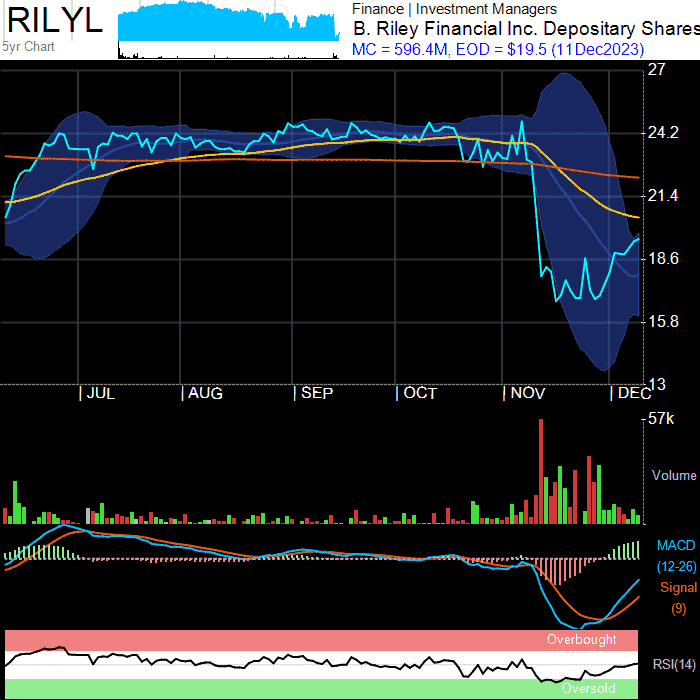 RILYL
5yr Chart
Finance | Investment Managers
B. Riley Financial Inc. Depositary Shares
MC = 596.4M, EOD = $19.5 (11Dec2023)
27
24.2
21.4
18.6
15.8
13
| JUL | AUG | SEP | OCT | NOV | DEC
57k
Volume
MACD
(12-26)
Signal
(9)
Overbought
RSI(14)
Oversold